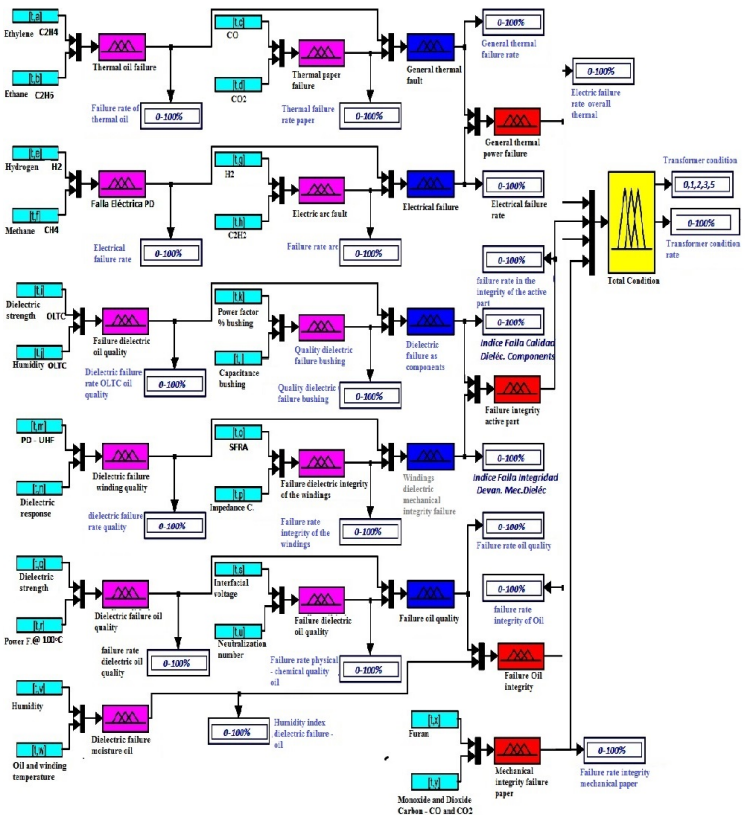 [t,a]
Ethylene C2H4
[t,b]
Ethane C2H6
Thermal oil failure
Failure rate of
thermal oil
0-100%
[t,c]
CO
[t,d]
CO2
Thermal paper
failure
Thermal failure
rate paper
0-100%
General thermal
fault
0-100%
General thermal
failure rate
0-100%
Electric failure
rate overall
thermal
General thermal
power failure
[t,e]
Hydrogen H2
[t,f]
Methane CH4
Falla Eléctrica PD
Electrical
failure rate
0-100%
[t,g]
H2
[t,h]
C2H2
Electric arc fault
Failure rate arc
0-100%
Electrical failure
0-100%
Electrical failure
rate
Transformer condition
0,1,2,3,5
0-100%
Transformer condition
rate
Total Condition
0-100%
failure rate in the
integrity of the active
part
[t,i]
Dielectric
strength OLTC
[t,j]
Humidity OLTC
Failure dielectric
oil quality
Dielectric failure
rate OLTC oil
quality
0-100%
[t,k]
Power factor
% bushing
[t,l]
Capacitance
bushing
Quality dielectric
failure bushing
Quality dielectric
failure bushing
0-100%
Dielectric
failure as
components
0-100%
Indice Falla Calidad
Dieléc. Components
Failure integrity
active part
[t,m]
PD - UHF
[t,n]
Dielectric
response
Dielectric failure
winding quality
dielectric failure
rate quality
0-100%
[t,o]
SFRA
[t,p]
Impedance C.
Failure dielectric integrity
of the windings
Failure rate
integrity of the
windings
0-100%
Windings
dielectric
mechanical
integrity failure
0-100%
Indice Falla Integridad
Devan. Mec.Dieléc
0-100%
Failure rate oil quality
[t,q]
Dielectric
strength
[t,r]
Power F.@ 100ºC
Dielectric failure oil
quality
failure rate
dielectric oil
quality
0-100%
[t,s]
Interfacial
voltage
[t,u]
Neutralization
number
Failure dielectric
oil quality
Failure rate physical
- chemical quality
oil
0-100%
Failure oil quality
0-100%
failure rate
integrity of Oil
Failure Oil
integrity
[t,v]
Humidity
[t,w]
Oil and winding
temperature
Dielectric failure
moisture oil
0-100%
Humidity index
dielectric failure -
oil
[t,x]
Furan
[t,y]
Monoxide and Dioxide
Carbon - CO and CO2
Mechanical
integrity failure
paper
0-100%
Failure rate integrity
mechanical paper